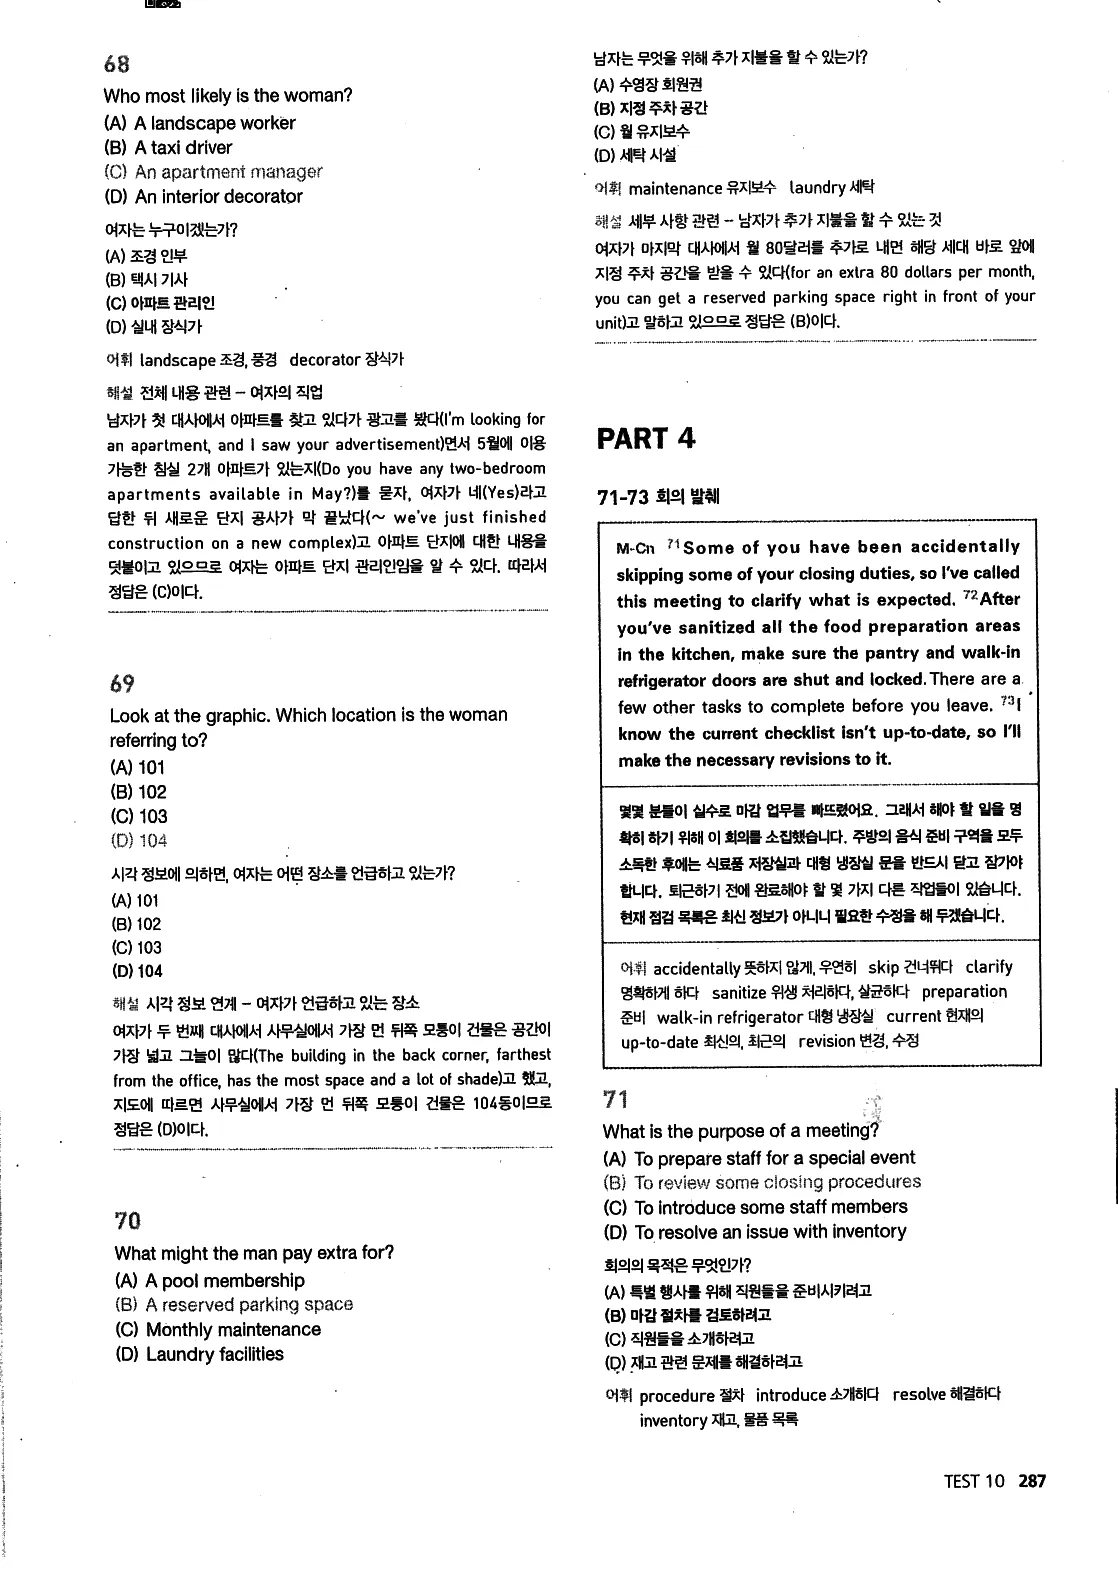 68
Who most likely is the woman?
(A) A landscape worker
(B) A taxi driver
(C) An apartment manager
(D) An interior decorator
여자는 누구이겠는가?
(A) 조경 인부
(B) 택시 기사
(C) 아파트 관리인
(D) 실내 장식가
어휘 landscape 조경, 풍경 decorator 장식가
해설 전체 내용 관련 – 여자의 직업
남자가 첫 대사에서 아파트를 찾고 있다가 광고를 봤다(I'm looking for
an apartment, and I saw your advertisement)면서 5월에 이용
가능한 침실 2개 아파트가 있는지(Do you have any two-bedroom
apartments available in May?)를 묻자, 여자가 네(Yes)라고
답한 뒤 새로운 단지 공사가 막 끝났다(~ we've just finished
construction on a new complex)고 아파트 단지에 대한 내용을
덧붙이고 있으므로 여자는 아파트 단지 관리인임을 알 수 있다. 따라서
정답은 (C)이다.
69
Look at the graphic. Which location is the woman
referring to?
(A) 101
(B) 102
(C) 103
(D) 104
시각 정보에 의하면, 여자는 어떤 장소를 언급하고 있는가?
(A) 101
(B) 102
(C) 103
(D) 104
해설 시각 정보 연계 – 여자가 언급하고 있는 장소
여자가 두 번째 대사에서 사무실에서 가장 먼 뒤쪽 모퉁이 건물은 공간이
가장 넓고 그늘이 많다(The building in the back corner, farthest
from the office, has the most space and a lot of shade)고 했고,
지도에 따르면 사무실에서 가장 먼 뒤쪽 모퉁이 건물은 104동이므로
정답은 (D)이다.
70
What might the man pay extra for?
(A) A pool membership
(B) A reserved parking space
(C) Monthly maintenance
(D) Laundry facilities
남자는 무엇을 위해 추가 지불을 할 수 있는가?
(A) 수영장 회원권
(B) 지정 주차 공간
(C) 월 유지보수
(D) 세탁 시설
어휘 maintenance 유지보수 laundry 세탁
해설 세부 사항 관련 – 남자가 추가 지불을 할 수 있는 것
여자가 마지막 대사에서 월 80달러를 추가로 내면 해당 세대 바로 앞에
지정 주차 공간을 받을 수 있다(for an extra 80 dollars per month,
you can get a reserved parking space right in front of your
unit)고 말하고 있으므로 정답은 (B)이다.
PART 4
71-73 회의 발췌
M-Cn 71 Some of you have been accidentally
skipping some of your closing duties, so I've called
this meeting to clarify what is expected. 72 After
you've sanitized all the food preparation areas
in the kitchen, make sure the pantry and walk-in
refrigerator doors are shut and locked. There are a
few other tasks to complete before you leave. 73 I
know the current checklist isn't up-to-date, so I'll
make the necessary revisions to it.
몇몇 분들이 실수로 마감 업무를 빠뜨렸어요. 그래서 해야 할 일을 명
확히 하기 위해 이 회의를 소집했습니다. 주방의 음식 준비 구역을 모두
소독한 후에는 식료품 저장실과 대형 냉장실 문을 반드시 닫고 잠가야
합니다. 퇴근하기 전에 완료해야 할 몇 가지 다른 작업들이 있습니다.
현재 점검 목록은 최신 정보가 아니니 필요한 수정을 해 두겠습니다.
어휘 accidentally 뜻하지 않게, 우연히 skip 건너뛰다 clarify
명확하게 하다 sanitize 위생 처리하다, 살균하다 preparation
준비 walk-in refrigerator 대형 냉장실 current 현재의
up-to-date 최신의, 최근의 revision 변경, 수정
71
What is the purpose of a meeting?
(A) To prepare staff for a special event
(B) To review some closing procedures
(C) To introduce some staff members
(D) To resolve an issue with inventory
회의의 목적은 무엇인가?
(A) 특별 행사를 위해 직원들을 준비시키려고
(B) 마감 절차를 검토하려고
(C) 직원들을 소개하려고
(D) 재고 관련 문제를 해결하려고
어휘 procedure 절차 introduce 소개하다 resolve 해결하다
inventory 재고, 물품 목록
TEST 10 287